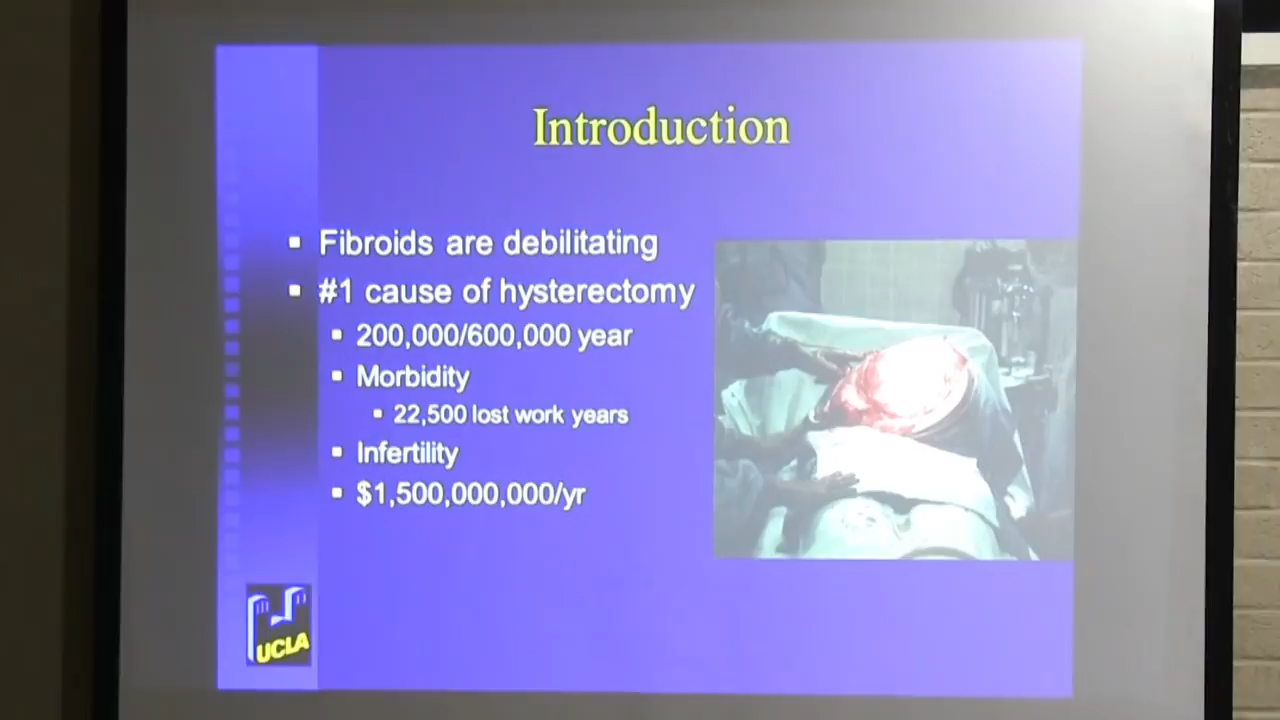 Introduction
Fibroids are debilitating
#1 cause of hysterectomy
200,000/600,000 year
Morbidity
22,500 lost work years
Infertility
$1,500,000,000/yr
UCLA